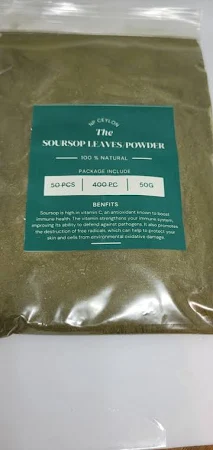 NP CEYLON
The
SOURSOP LEAVES/POWDER
100 % NATURAL
PACKAGE INCLUDE
50 PCS 400 PC 50G
BENFITS
Soursop is high in vitamin C, an antioxidant known to boost
immune health. The vitamin strengthens your immune system,
improving its ability to defend against pathogens. It also promotes
the destruction of free radicals, which can help to protect your
skin and cells from environmental oxidative damage.